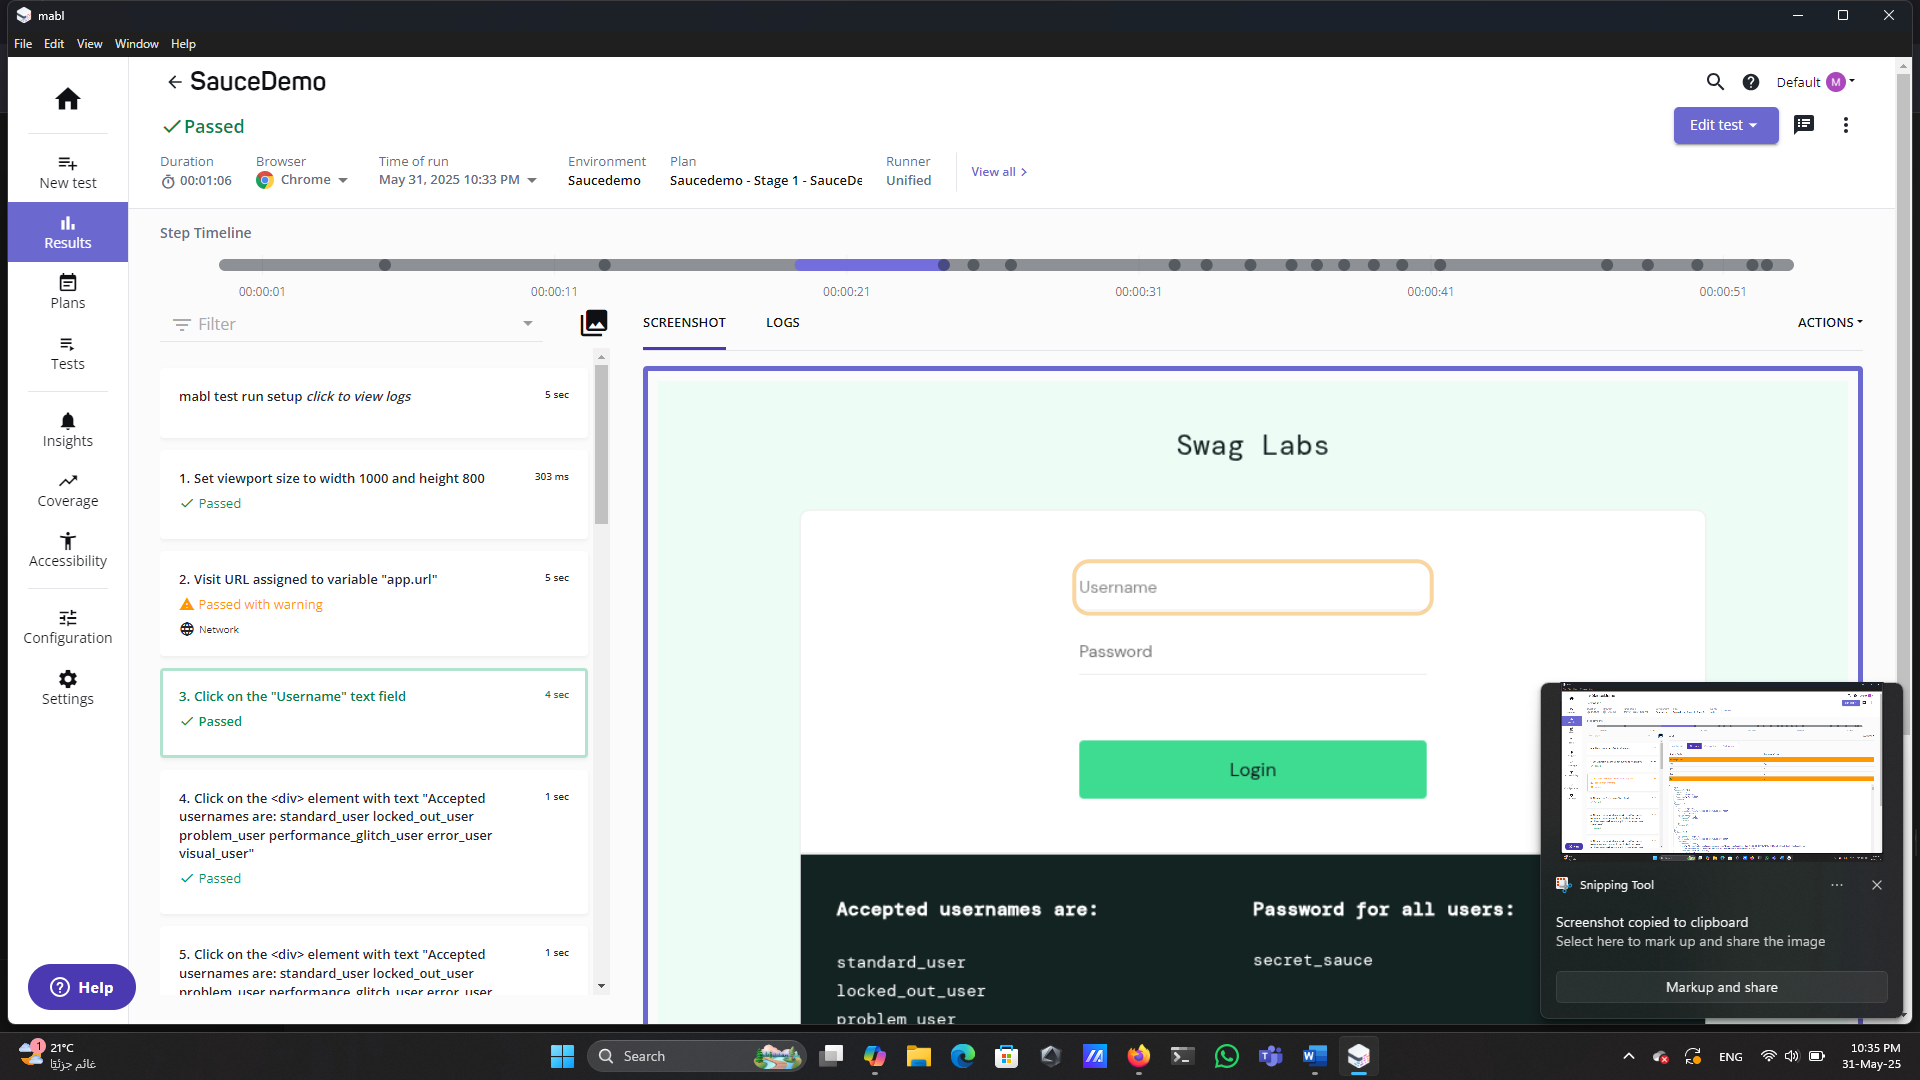 mabl
File Edit View Window Help
SauceDemo
Default M
Passed
Edit test
Duration
00:01:06
Browser
Chrome
Time of run
May 31, 2025 10:33 PM
Environment
Saucedemo
Plan
Saucedemo - Stage 1 - SauceDe
Runner
Unified
View all
New test
Results
Plans
Tests
Insights
Coverage
Accessibility
Configuration
Settings
Help
Step Timeline
00:00:01 00:00:11 00:00:21 00:00:31 00:00:41 00:00:51
Filter
SCREENSHOT LOGS ACTIONS
mabl test run setup click to view logs 5 sec
1. Set viewport size to width 1000 and height 800 303 ms
Passed
2. Visit URL assigned to variable "app.url" 5 sec
Passed with warning
Network
3. Click on the "Username" text field 4 sec
Passed
4. Click on the <div> element with text "Accepted 1 sec
usernames are: standard_user locked_out_user
problem_user performance_glitch_user error_user
visual_user"
Passed
5. Click on the <div> element with text "Accepted 1 sec
usernames are: standard_user locked_out_user
problem_user performance_glitch_user error_user
Swag Labs
Username
Password
Login
Accepted usernames are:
standard_user
locked_out_user
problem_user
Password for all users:
secret_sauce
Snipping Tool
Screenshot copied to clipboard
Select here to mark up and share the image
Markup and share
1
21°C
غائم جزئيًا
Search
ENG
10:35 PM
31-May-25